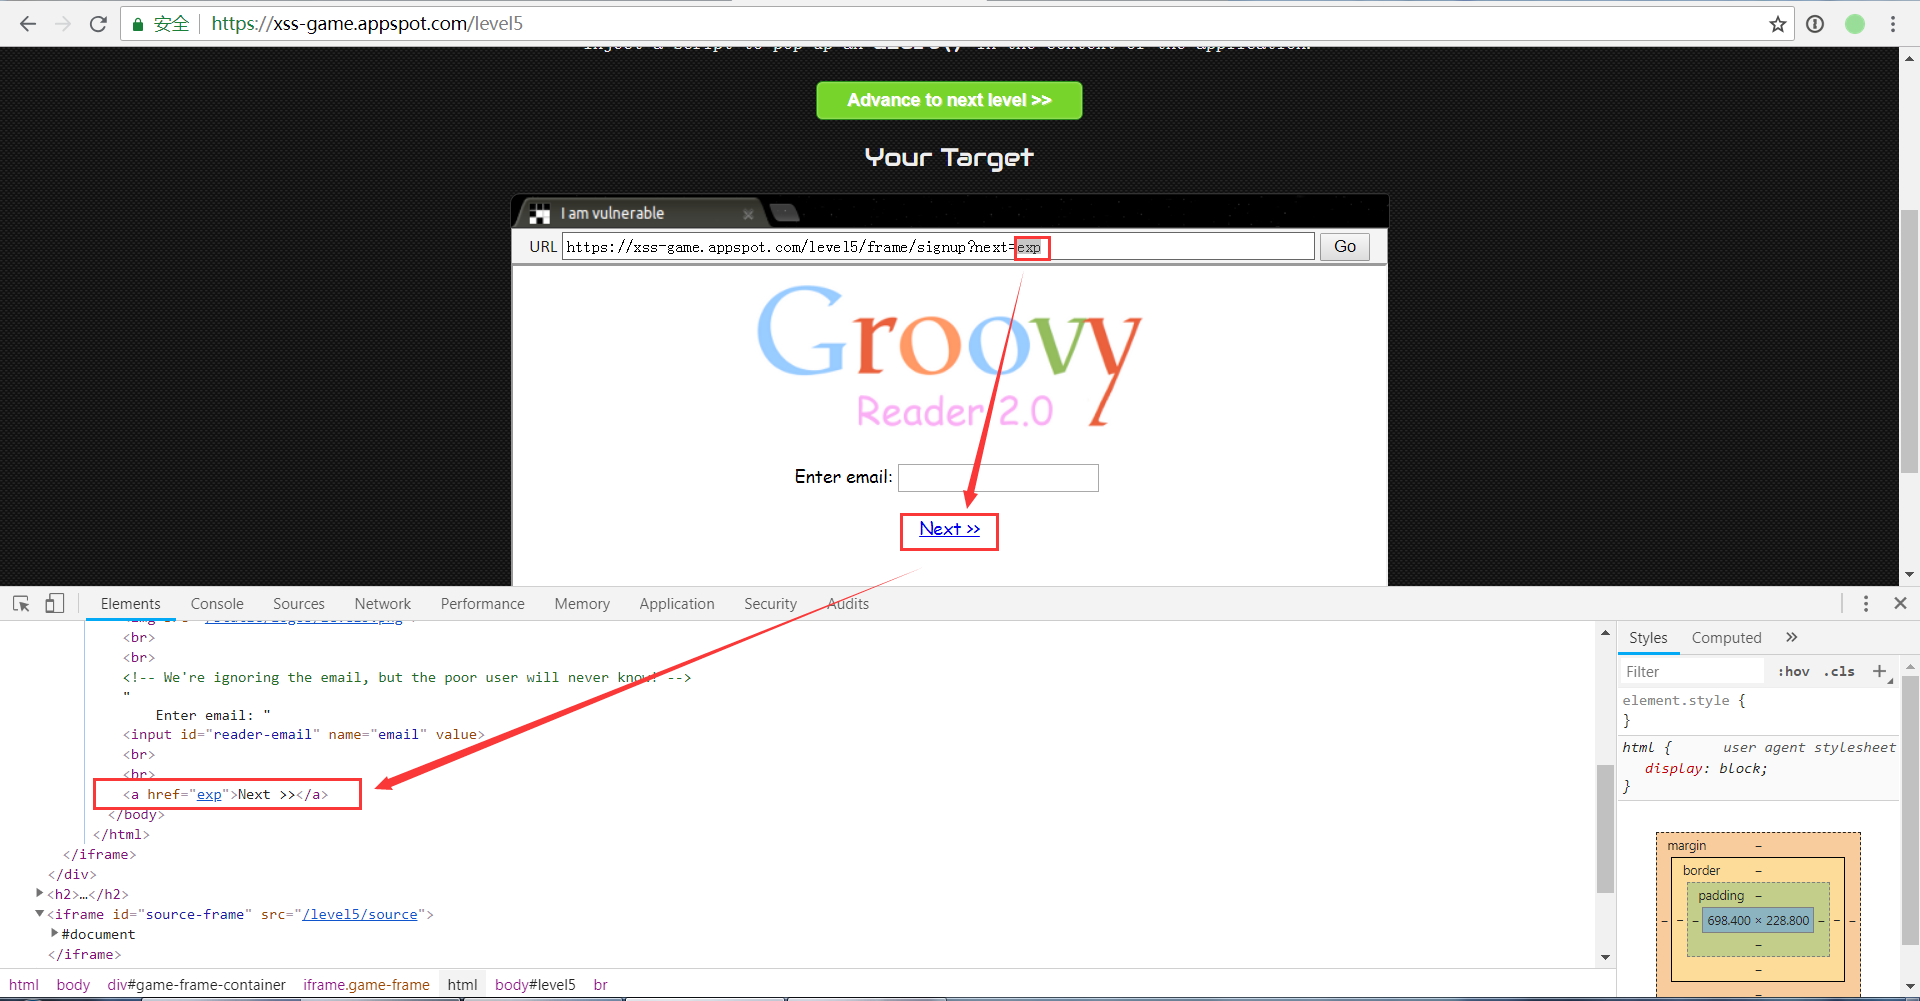 安全 https://xss-game.appspot.com/level5
Inject a script to pop up an alert() in the context of the application.
Advance to next level >>
Your Target
I am vulnerable
URL https://xss-game.appspot.com/level5/frame/signup?next=exp Go
Groovy
Reader 2.0
Enter email:
Next >>
Elements Console Sources Network Performance Memory Application Security Audits
<br>
<br>
<!-- We're ignoring the email, but the poor user will never know! -->
"
Enter email: "
<input id="reader-email" name="email" value>
<br>
<br>
<a href="exp">Next >></a>
</body>
</html>
</iframe>
</div>
<h2>…</h2>
<iframe id="source-frame" src="/level5/source">
#document
</iframe>
html body div#game-frame-container iframe.game-frame html body#level5 br
Styles Computed »
Filter :hov .cls +
element.style {
}
html { user agent stylesheet
display: block;
}
margin –
border –
padding –
– – – 698.400 × 228.800 – – –
–
–
–